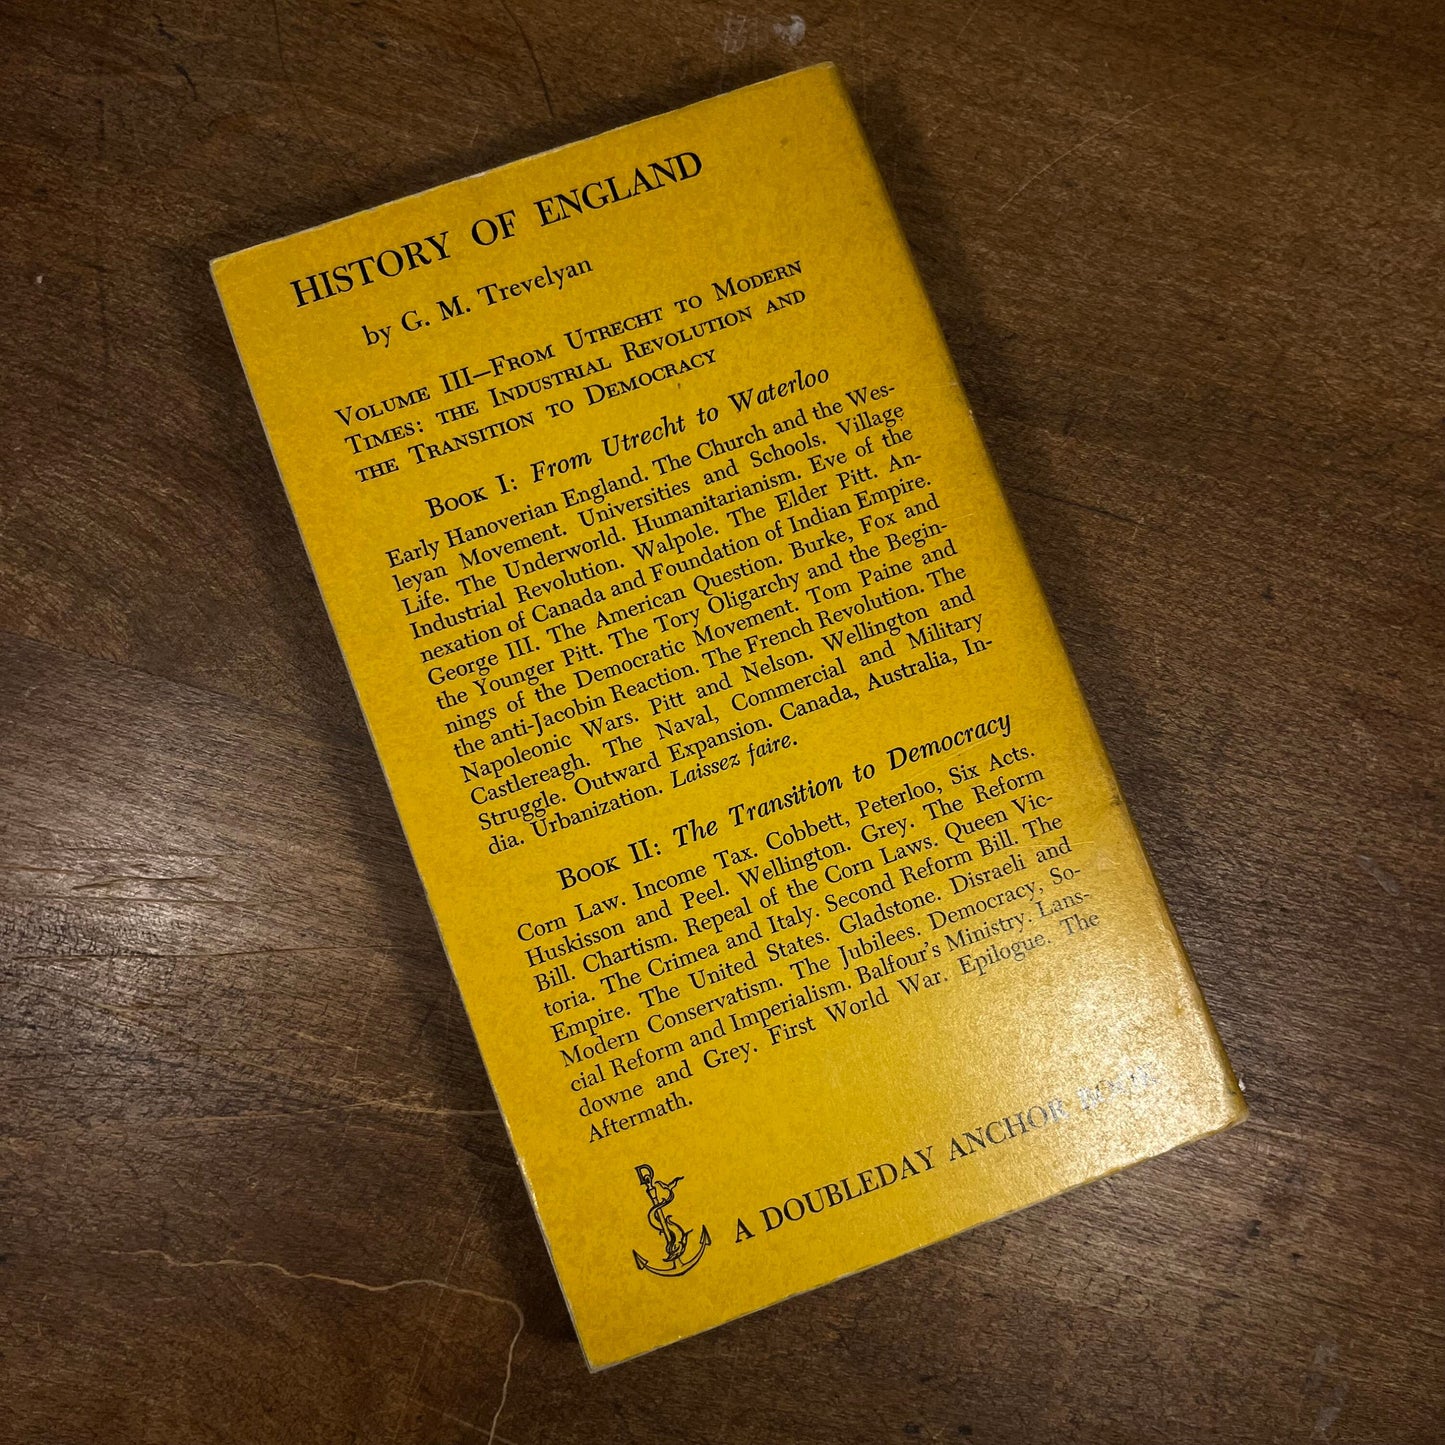 HISTORY OF ENGLAND
by G. M. Trevelyan
Volume III—From Utrecht to Modern
Times: the Industrial Revolution and
the Transition to Democracy
Book I: From Utrecht to Waterloo
Early Hanoverian England. The Church and the Wes-
leyan Movement. Universities and Schools. Village
Life. The Underworld. Humanitarianism. Eve of the
Industrial Revolution. Walpole. The Elder Pitt. An-
nexation of Canada and Foundation of Indian Empire.
George III. The American Question. Burke, Fox and
the Younger Pitt. The Tory Oligarchy and the Begin-
nings of the Democratic Movement. Tom Paine and
the anti-Jacobin Reaction. The French Revolution. The
Napoleonic Wars. Pitt and Nelson. Wellington and
Castlereagh. The Naval, Commercial and Military
Struggle. Outward Expansion. Canada, Australia, In-
dia. Urbanization. Laissez faire.
Book II: The Transition to Democracy
Corn Law. Income Tax. Cobbett, Peterloo, Six Acts.
Huskisson and Peel. Wellington. Grey. The Reform
Bill. Chartism. Repeal of the Corn Laws. Queen Vic-
toria. The Crimea and Italy. Second Reform Bill. The
Empire. The United States. Gladstone. Disraeli and
Modern Conservatism. The Jubilees. Democracy, So-
cial Reform and Imperialism. Balfour's Ministry. Lans-
downe and Grey. First World War. Epilogue. The
Aftermath.
D
A DOUBLEDAY ANCHOR BOOK